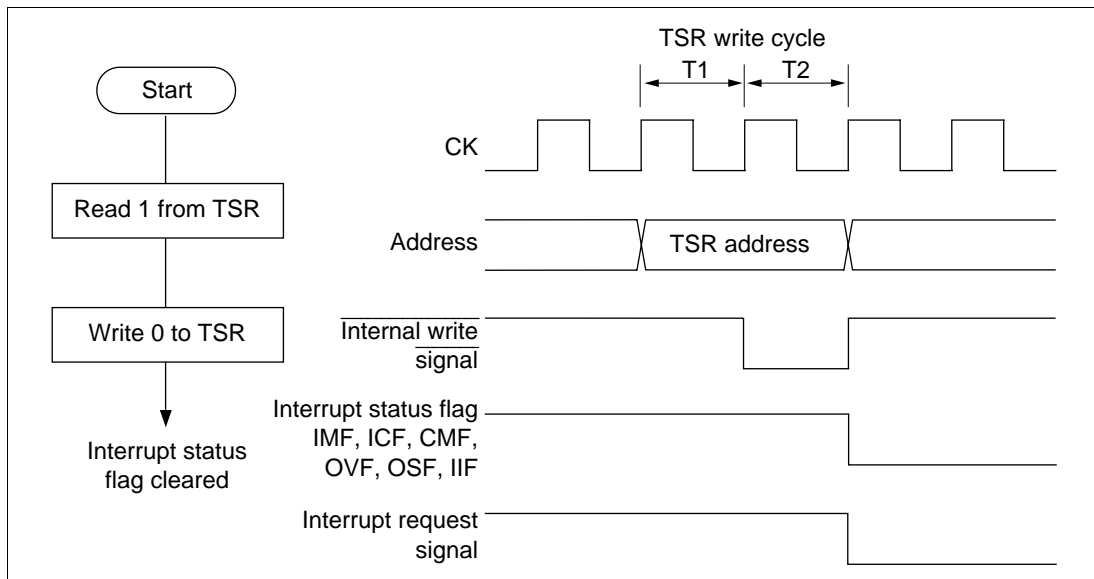 Start
Read 1 from TSR
Write 0 to TSR
Interrupt status
flag cleared
TSR write cycle
T1 T2
CK
Address
TSR address
Internal write
signal
Interrupt status flag
IMF, ICF, CMF,
OVF, OSF, IIF
Interrupt request
signal